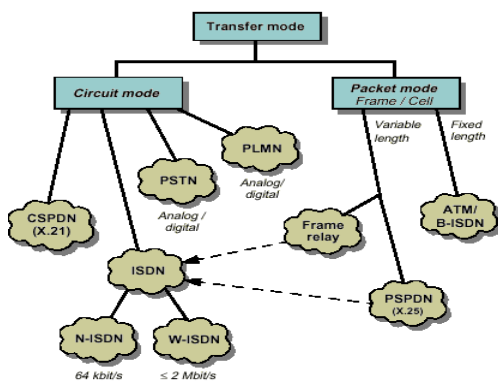 Transfer mode
Circuit mode
Packet mode
Frame / Cell
Variable
length
Fixed
length
PLMN
Analog/
digital
PSTN
Analog /
digital
CSPDN
(X.21)
Frame
relay
ATM/
B-ISDN
ISDN
PSPDN
(X.25)
N-ISDN
64 kbit/s
W-ISDN
≤ 2 Mbit/s